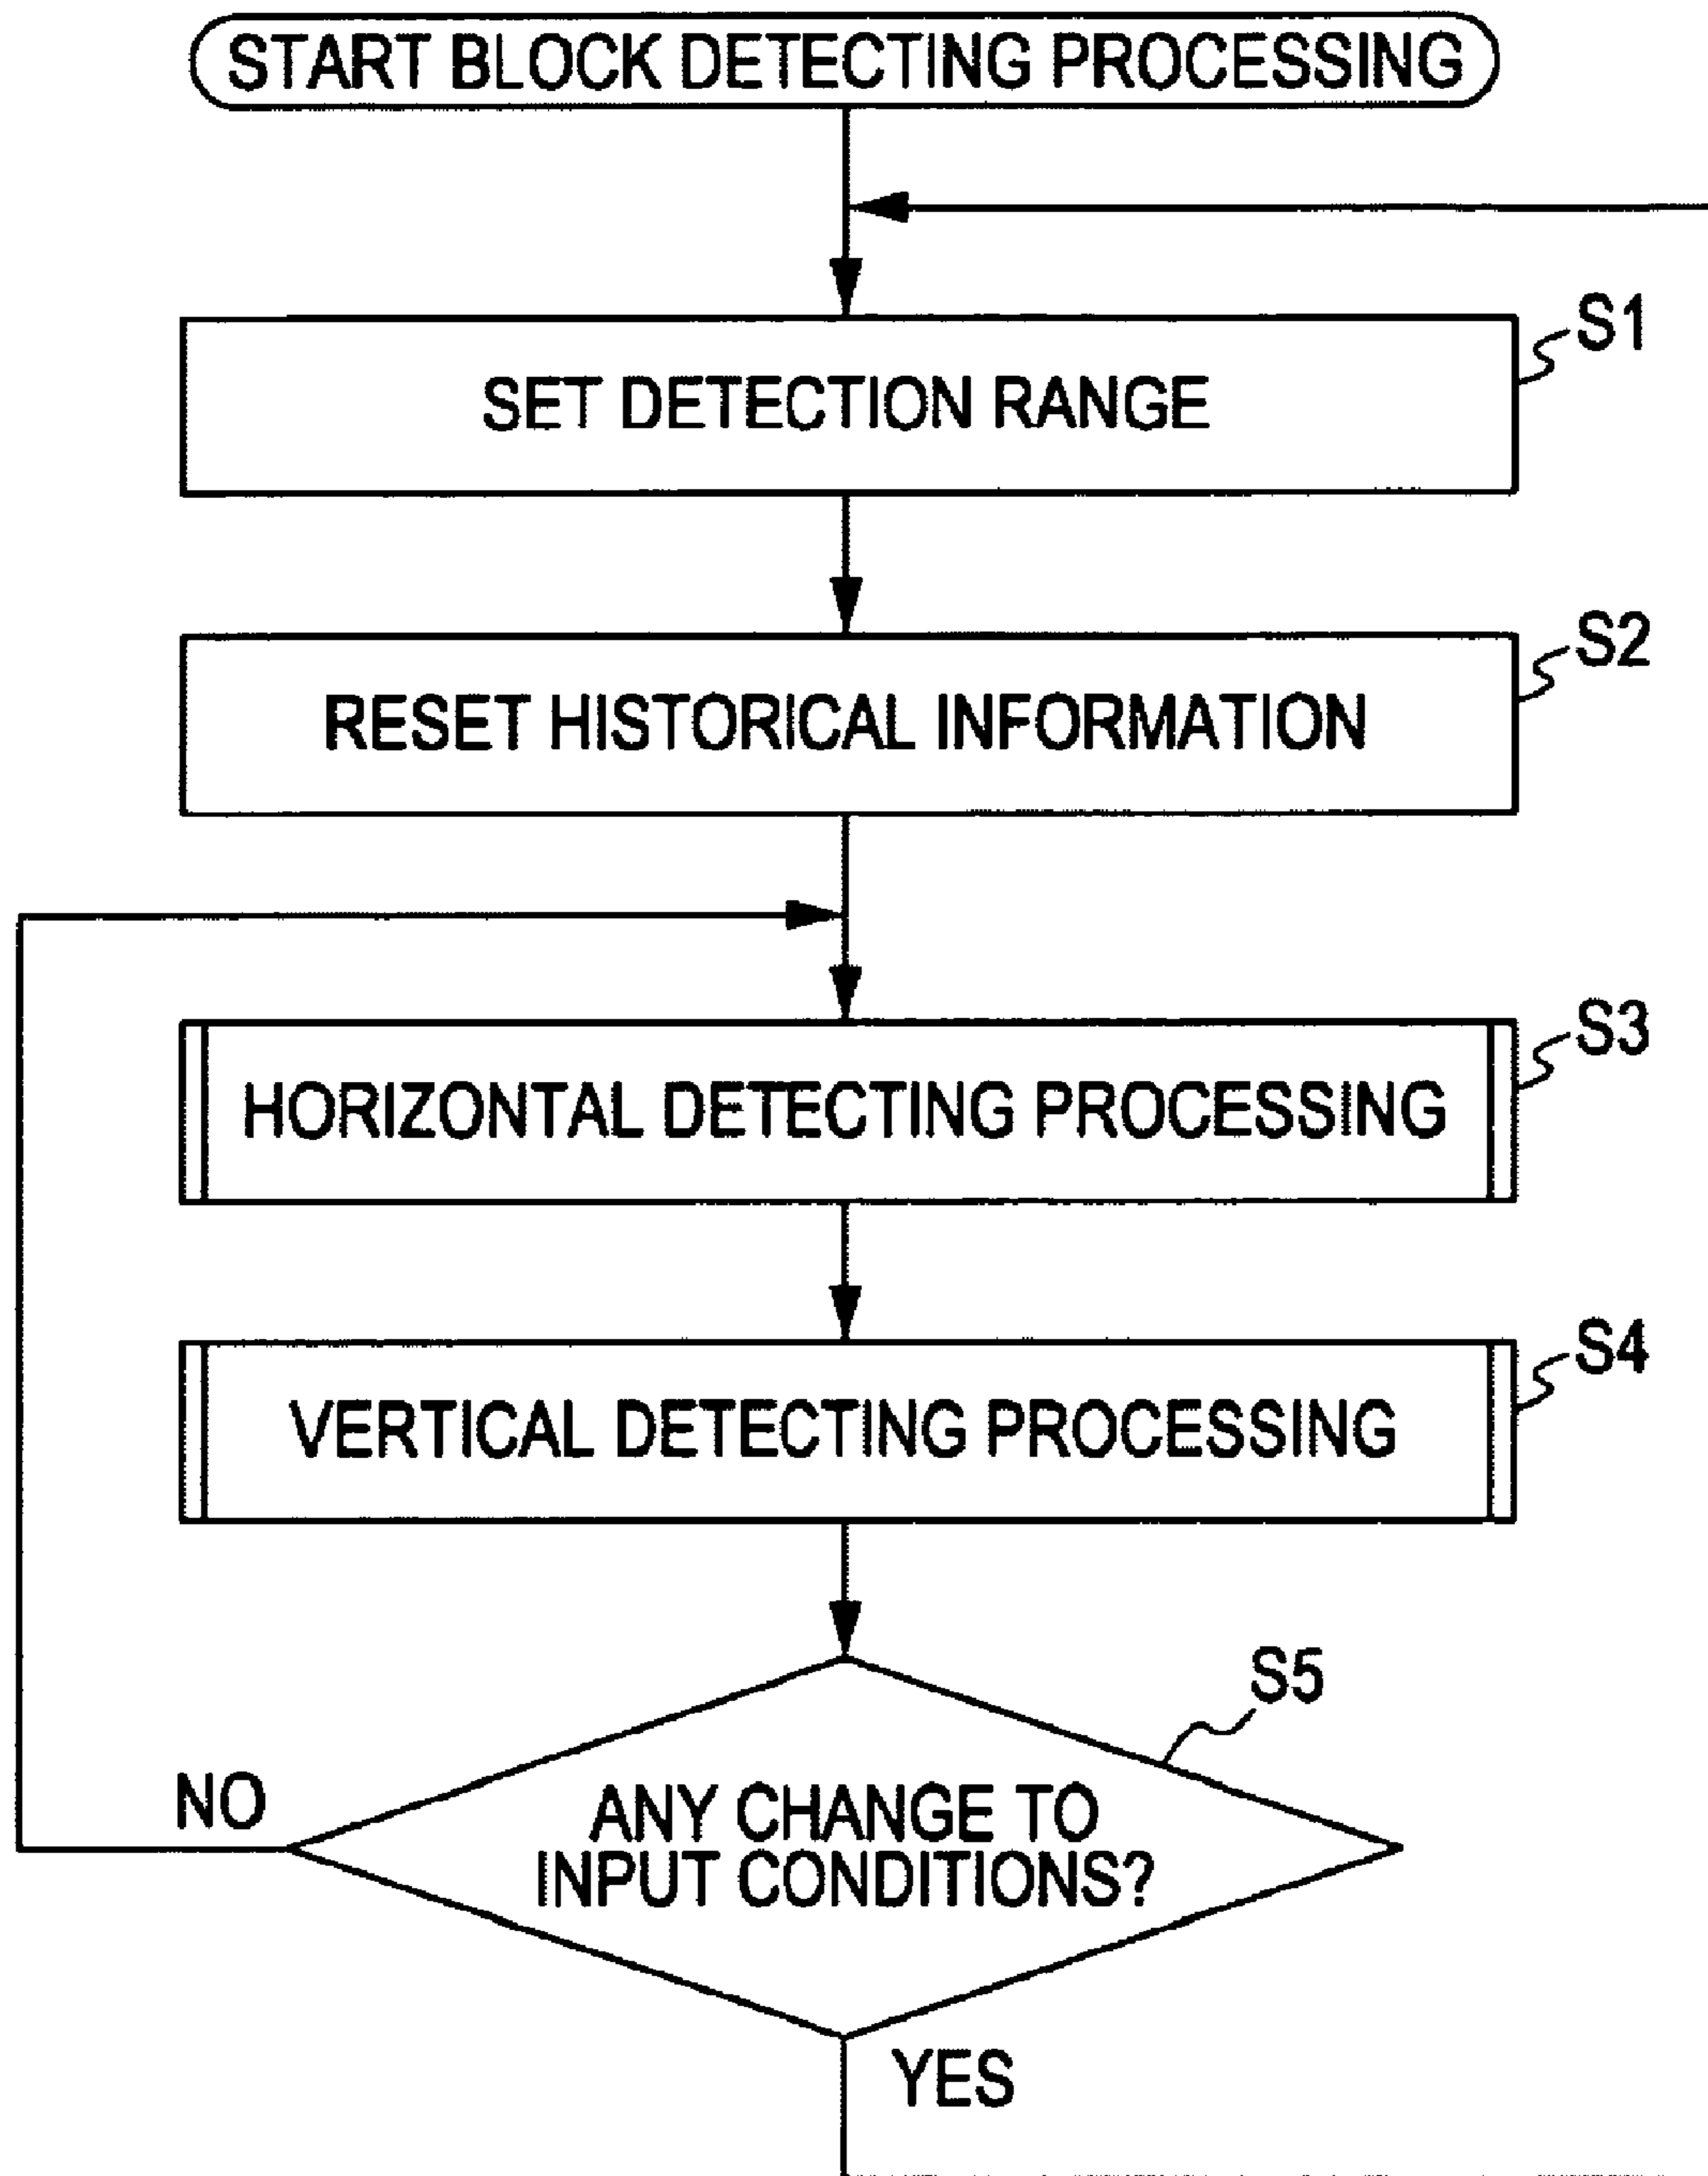 START BLOCK DETECTING PROCESSING
S1
SET DETECTION RANGE
S2
RESET HISTORICAL INFORMATION
S3
HORIZONTAL DETECTING PROCESSING
S4
VERTICAL DETECTING PROCESSING
S5
NO
ANY CHANGE TO
INPUT CONDITIONS?
YES